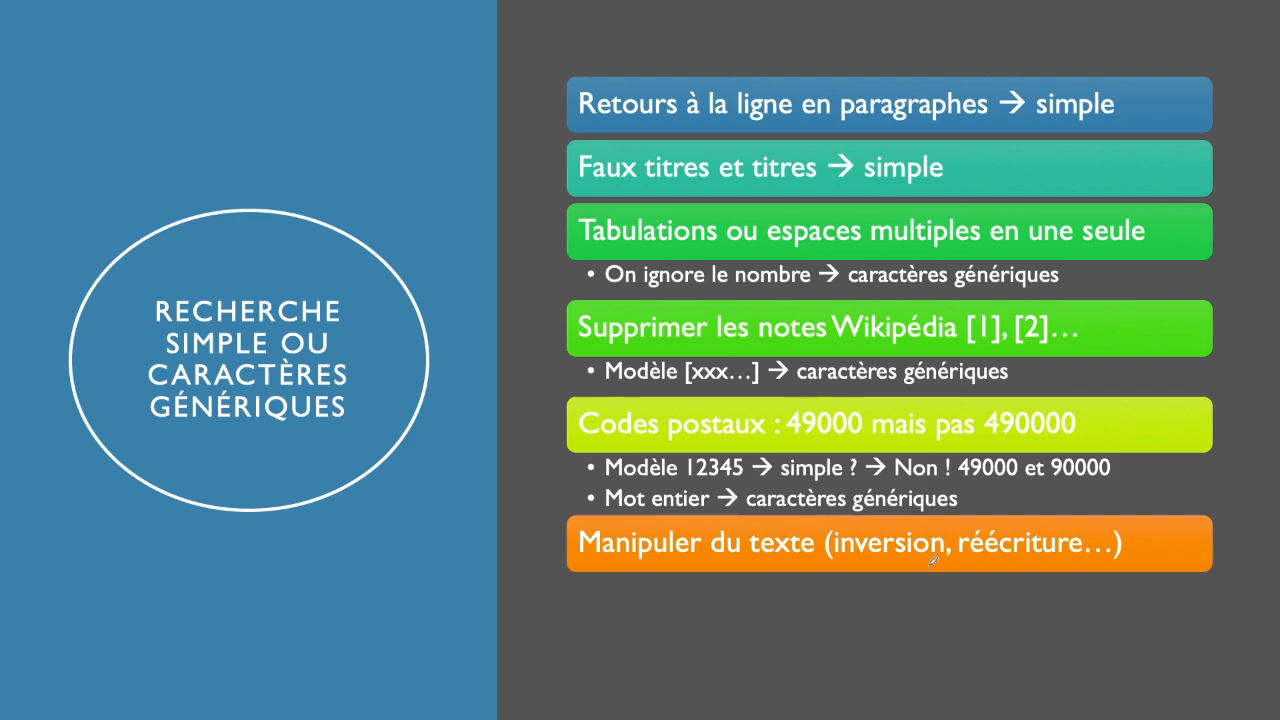 RECHERCHE
SIMPLE OU
CARACTÈRES
GÉNÉRIQUES
Retours à la ligne en paragraphes → simple
Faux titres et titres → simple
Tabulations ou espaces multiples en une seule
• On ignore le nombre → caractères génériques
Supprimer les notes Wikipédia [1], [2]…
• Modèle [xxx…] → caractères génériques
Codes postaux : 49000 mais pas 490000
• Modèle 12345 → simple ? → Non ! 49000 et 90000
• Mot entier → caractères génériques
Manipuler du texte (inversion, réécriture…)